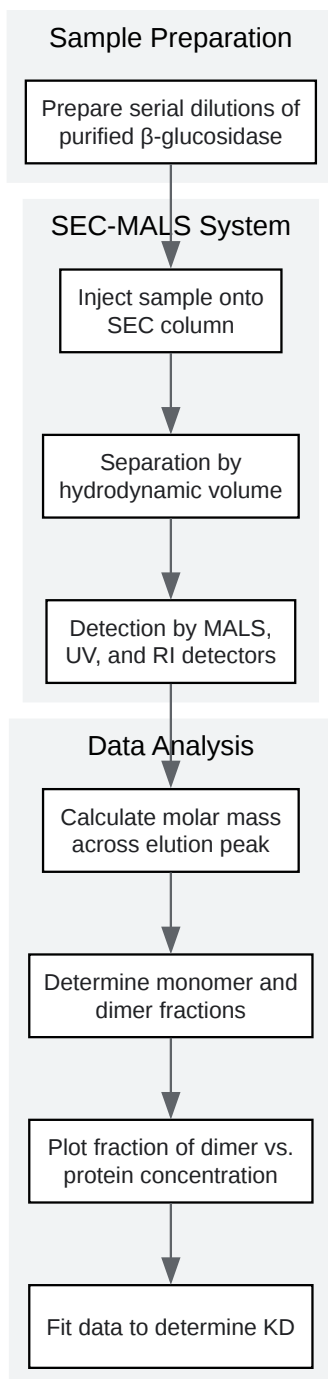 Sample Preparation
Prepare serial dilutions of
purified β-glucosidase
SEC-MALS System
Inject sample onto
SEC column
Separation by
hydrodynamic volume
Detection by MALS,
UV, and RI detectors
Data Analysis
Calculate molar mass
across elution peak
Determine monomer and
dimer fractions
Plot fraction of dimer vs.
protein concentration
Fit data to determine KD